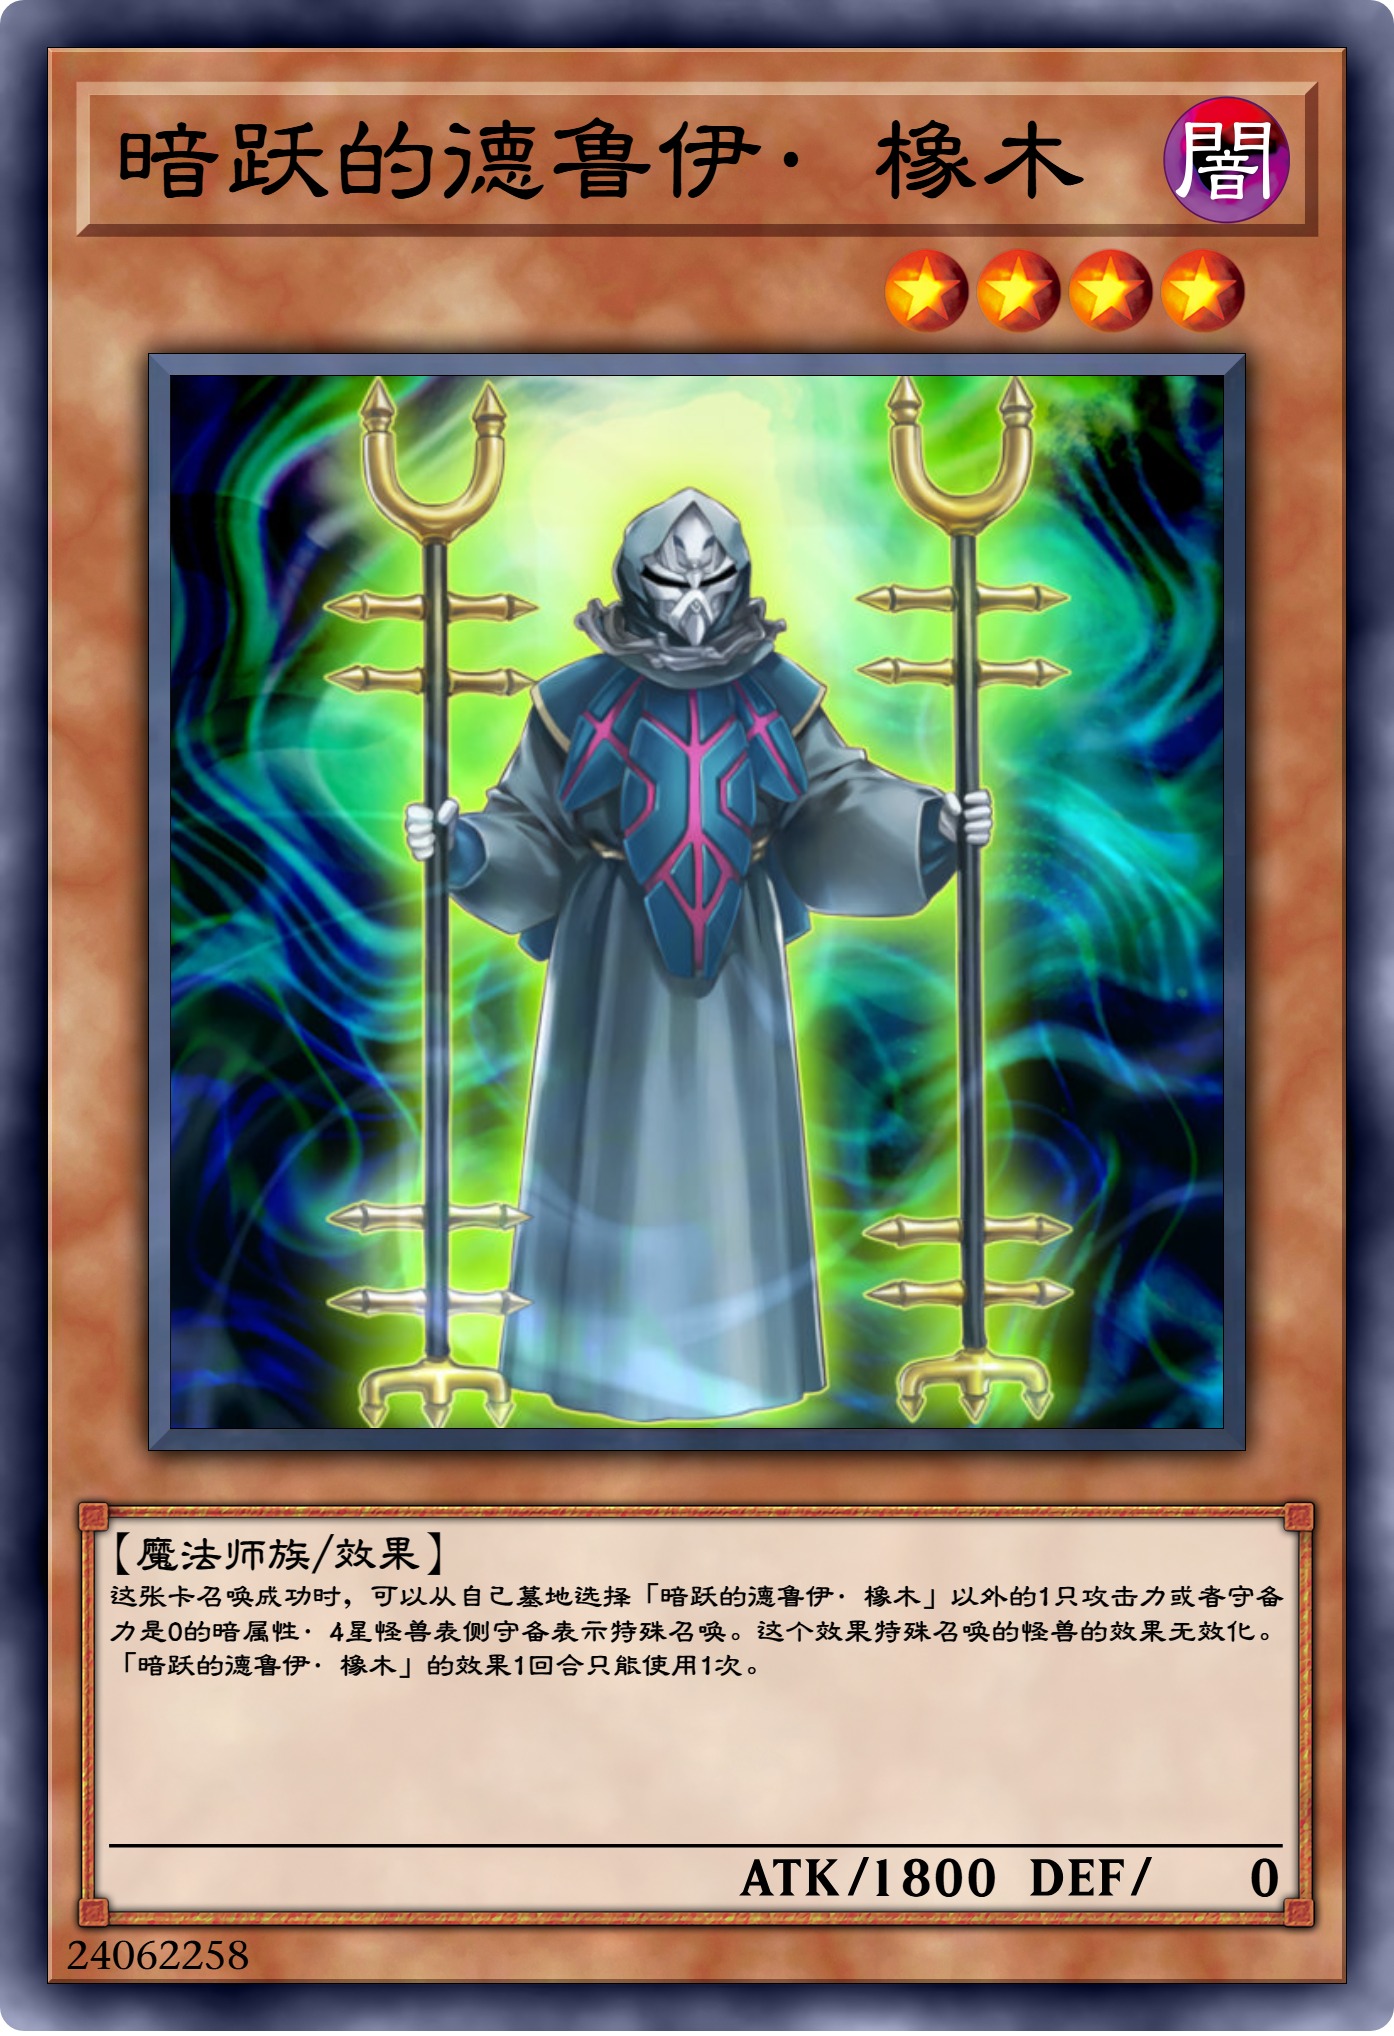 暗跃的德鲁伊·橡木
闇
【魔法师族/效果】
这张卡召唤成功时，可以从自己墓地选择「暗跃的德鲁伊·橡木」以外的1只攻击力或者守备
力是0的暗属性·4星怪兽表侧守备表示特殊召唤。这个效果特殊召唤的怪兽的效果无效化。
「暗跃的德鲁伊·橡木」的效果1回合只能使用1次。
ATK/1800 DEF/ 0
24062258